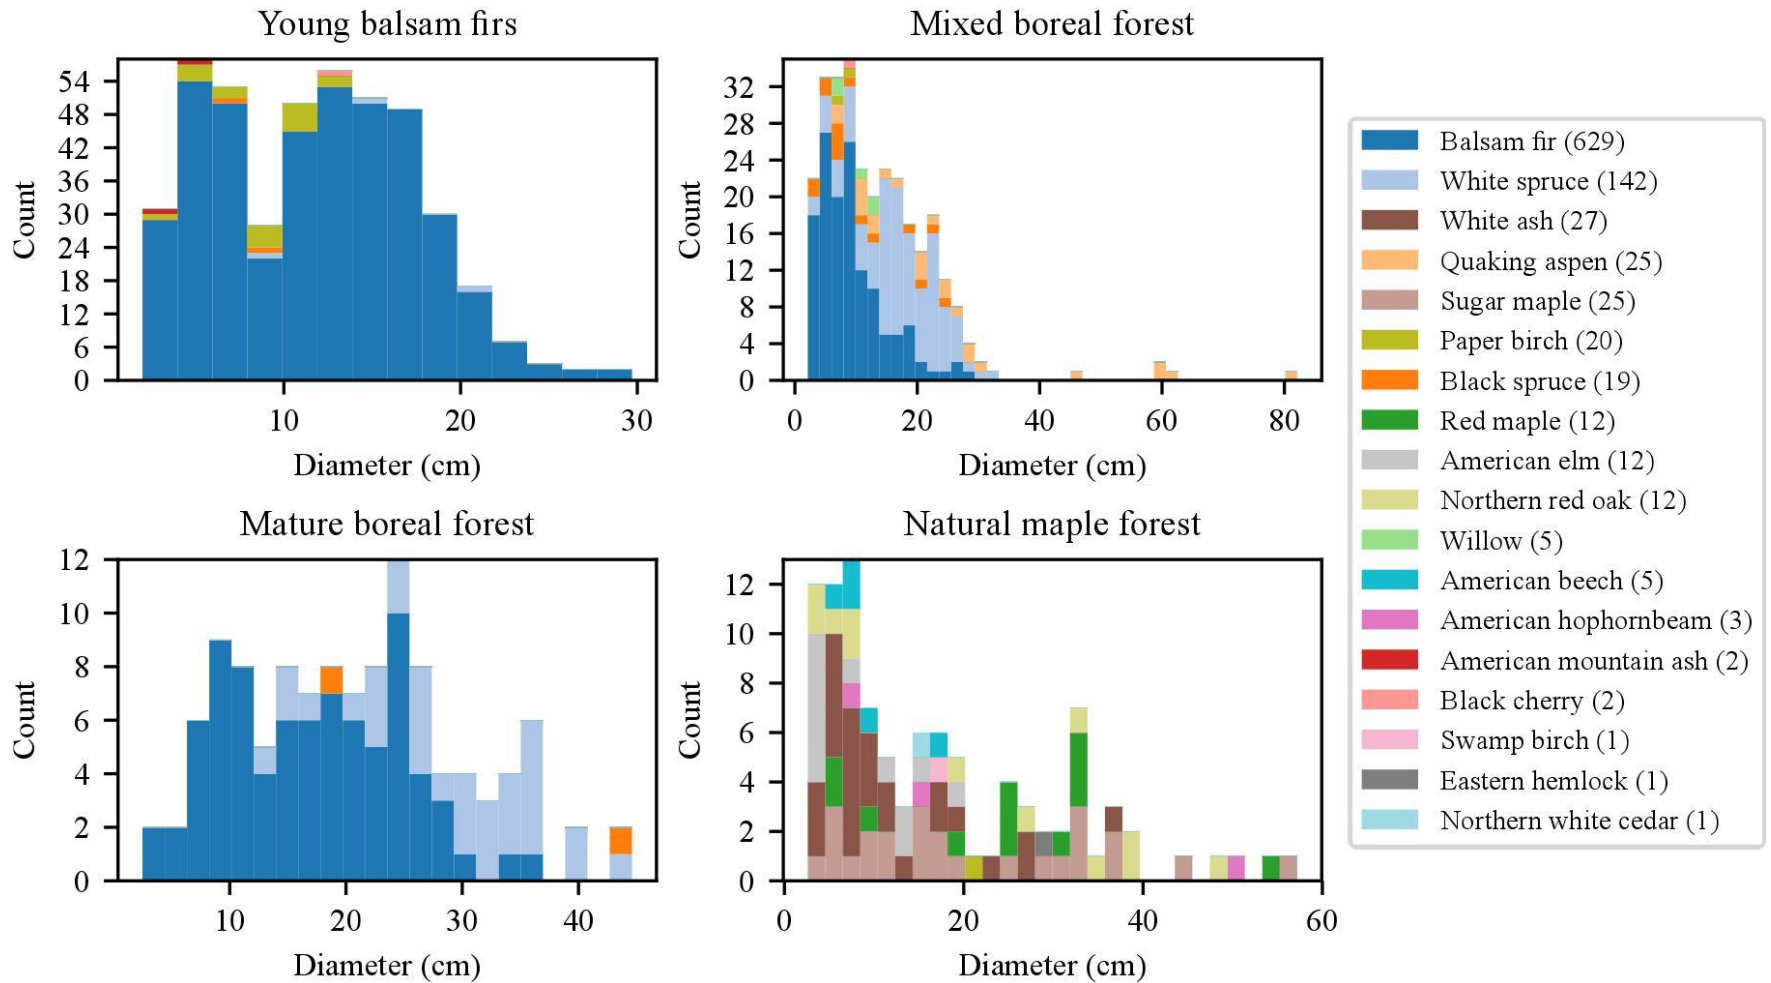 Young balsam firs
54
48
42
36
30
24
18
12
6
0
Count
10 20 30
Diameter (cm)
Mixed boreal forest
32
28
24
20
16
12
8
4
0
Count
0 20 40 60 80
Diameter (cm)
Mature boreal forest
12
10
8
6
4
2
0
Count
10 20 30 40
Diameter (cm)
Natural maple forest
12
10
8
6
4
2
0
Count
0 20 40 60
Diameter (cm)
Balsam fir (629)
White spruce (142)
White ash (27)
Quaking aspen (25)
Sugar maple (25)
Paper birch (20)
Black spruce (19)
Red maple (12)
American elm (12)
Northern red oak (12)
Willow (5)
American beech (5)
American hophornbeam (3)
American mountain ash (2)
Black cherry (2)
Swamp birch (1)
Eastern hemlock (1)
Northern white cedar (1)